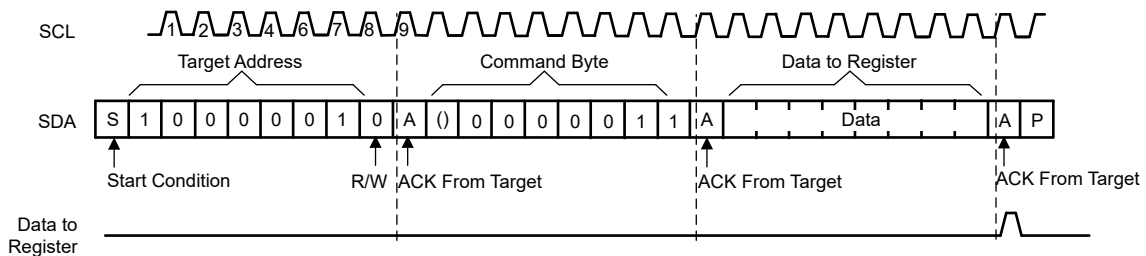 SCL 1 2 3 4 6 7 8 9
Target Address Command Byte Data to Register
SDA S 1 0 0 0 0 0 1 0 A () 0 0 0 0 0 1 1 A Data A P
Start Condition R/W ACK From Target ACK From Target ACK From Target
Data to
Register